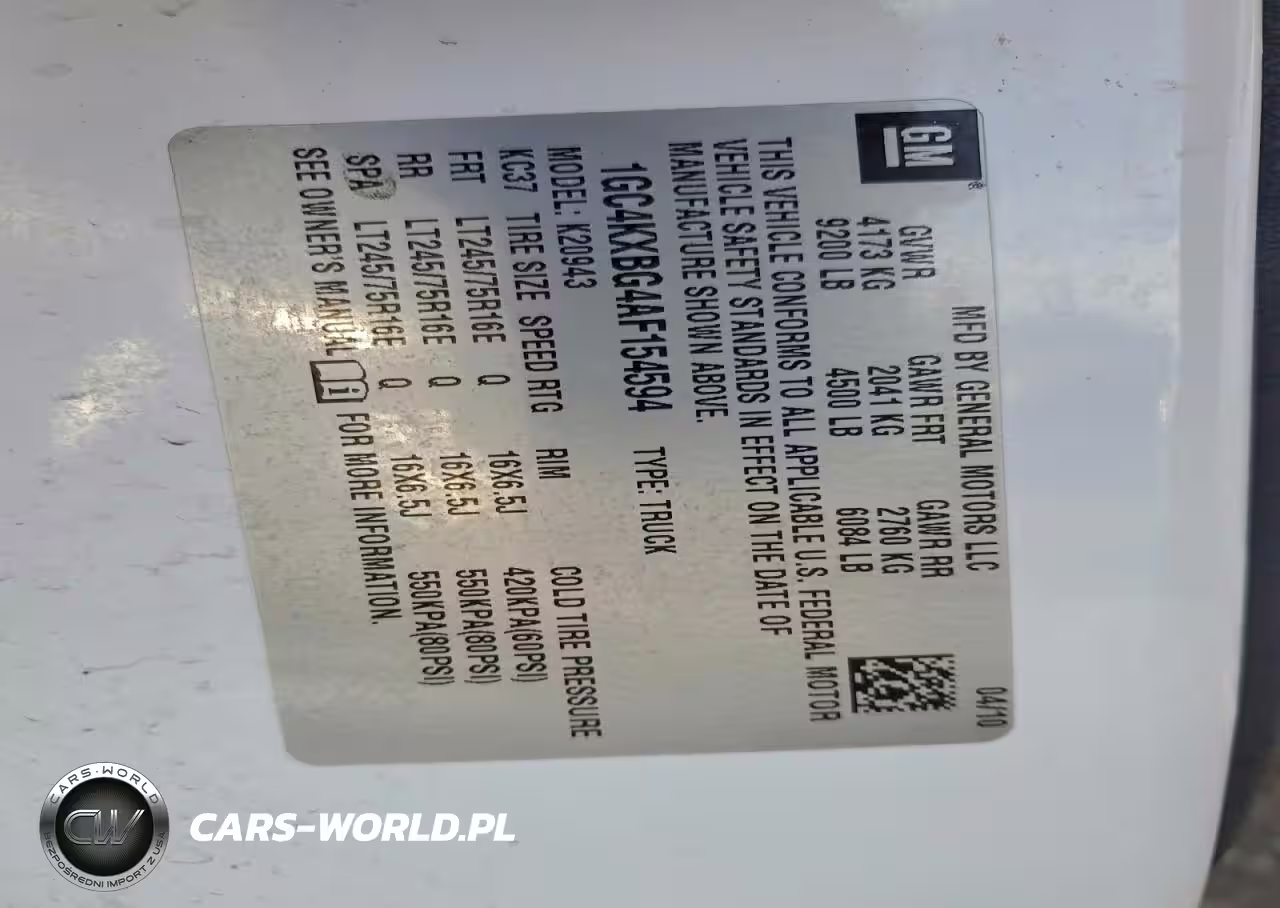 GM
MFD BY GENERAL MOTORS LLC 04/10
GVWR GAWR FRT GAWR RR
4173 KG 2041 KG 2760 KG
9200 LB 4500 LB 6084 LB
THIS VEHICLE CONFORMS TO ALL APPLICABLE U.S. FEDERAL MOTOR
VEHICLE SAFETY STANDARDS IN EFFECT ON THE DATE OF
MANUFACTURE SHOWN ABOVE.
1GC4KXBG4AF154594 TYPE: TRUCK
MODEL: K20943
KC37 TIRE SIZE SPEED RTG RIM COLD TIRE PRESSURE
FRT LT245/75R16E Q 16X6.5J 420KPA(60PSI)
RR LT245/75R16E Q 16X6.5J 550KPA(80PSI)
SPA LT245/75R16E Q 16X6.5J 550KPA(80PSI)
SEE OWNER'S MANUAL FOR MORE INFORMATION.
CARS-WORLD
CW
BEZPOŚREDNI IMPORT Z USA
CARS-WORLD.PL